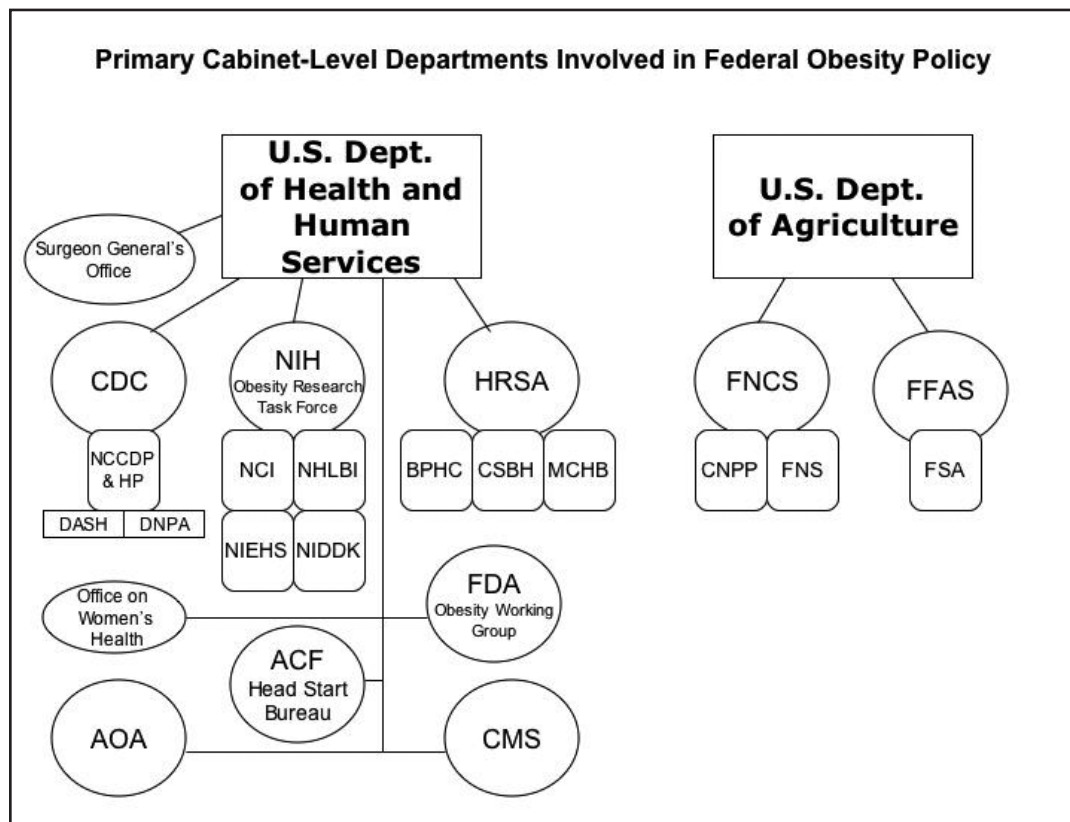 Primary Cabinet-Level Departments Involved in Federal Obesity Policy
U.S. Dept.
of Health and
Human
Services
U.S. Dept.
of Agriculture
Surgeon General's
Office
CDC
NCCDP
& HP
DASH
DNPA
NIH
Obesity Research
Task Force
NCI
NHLBI
NIEHS
NIDDK
HRSA
BPHC
CSBH
MCHB
FNCS
CNPP
FNS
FFAS
FSA
Office on
Women's
Health
FDA
Obesity Working
Group
ACF
Head Start
Bureau
AOA
CMS